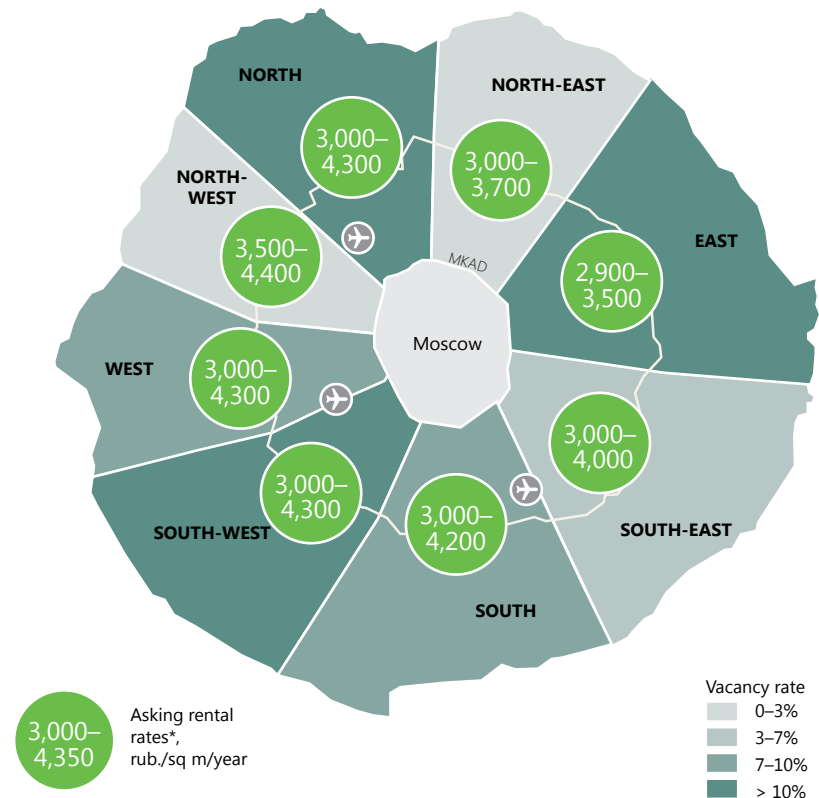 NORTH
3,000–
4,300
NORTH-EAST
3,000–
3,700
NORTH-
WEST
3,500–
4,400
EAST
2,900–
3,500
MKAD
Moscow
WEST
3,000–
4,300
3,000–
4,000
SOUTH-EAST
3,000–
4,300
SOUTH-WEST
3,000–
4,200
SOUTH
3,000–
4,350
Asking rental
rates*,
rub./sq m/year
Vacancy rate
0–3%
3–7%
7–10%
> 10%